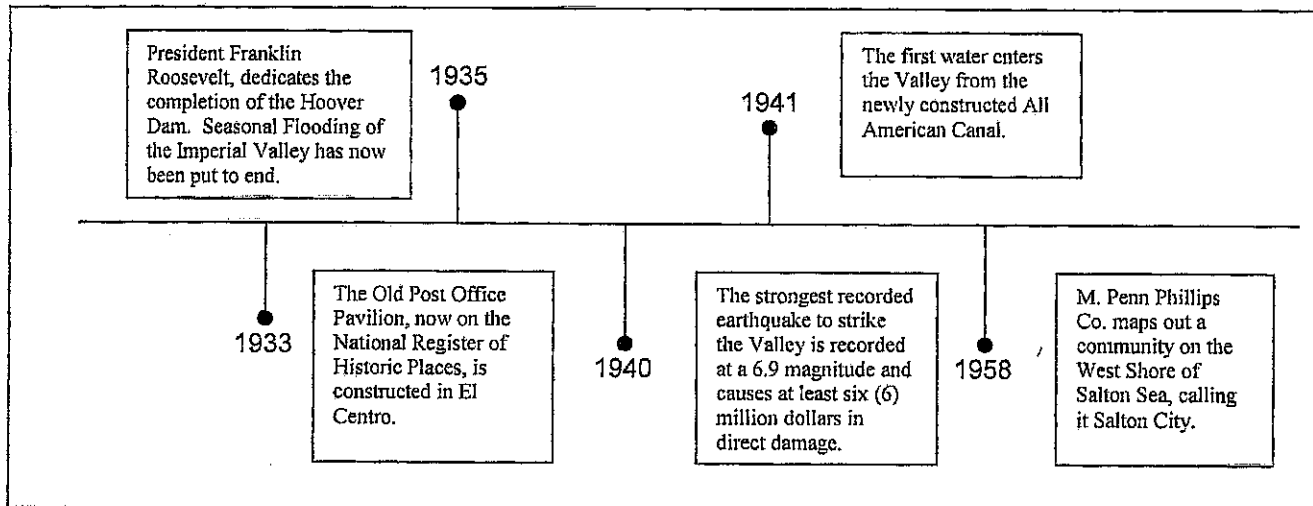 President Franklin
Roosevelt, dedicates the
completion of the Hoover
Dam. Seasonal Flooding of
the Imperial Valley has now
been put to end.
1935
1941
The first water enters
the Valley from the
newly constructed All
American Canal.
1933
The Old Post Office
Pavilion, now on the
National Register of
Historic Places, is
constructed in El
Centro.
1940
The strongest recorded
earthquake to strike
the Valley is recorded
at a 6.9 magnitude and
causes at least six (6)
million dollars in
direct damage.
1958
M. Penn Phillips
Co. maps out a
community on the
West Shore of
Salton Sea, calling
it Salton City.